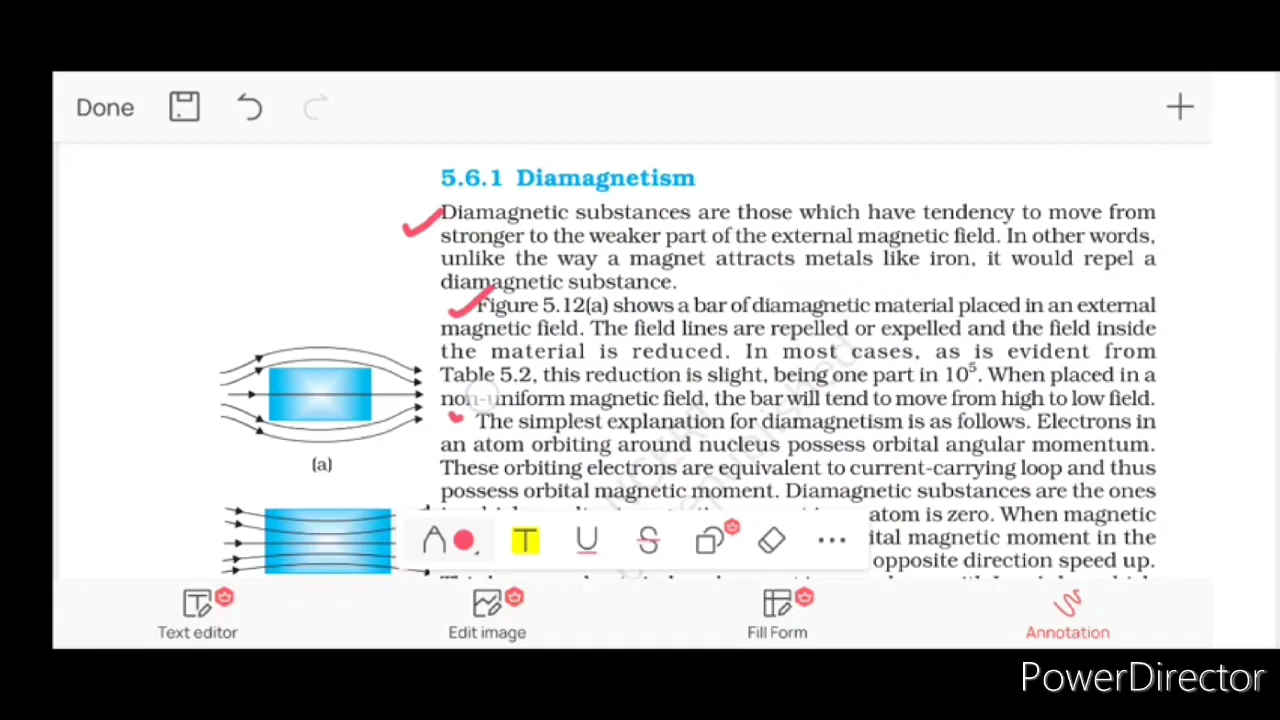 Done
5.6.1 Diamagnetism
Diamagnetic substances are those which have tendency to move from
stronger to the weaker part of the external magnetic field. In other words,
unlike the way a magnet attracts metals like iron, it would repel a
diamagnetic substance.
Figure 5.12(a) shows a bar of diamagnetic material placed in an external
magnetic field. The field lines are repelled or expelled and the field inside
the material is reduced. In most cases, as is evident from
Table 5.2, this reduction is slight, being one part in 10⁵. When placed in a
non-uniform magnetic field, the bar will tend to move from high to low field.
The simplest explanation for diamagnetism is as follows. Electrons in
an atom orbiting around nucleus possess orbital angular momentum.
These orbiting electrons are equivalent to current-carrying loop and thus
possess orbital magnetic moment. Diamagnetic substances are the ones
atom is zero. When magnetic
magnetic moment in the
opposite direction speed up.
(a)
T
U
S
Text editor
Edit image
Fill Form
Annotation
PowerDirector